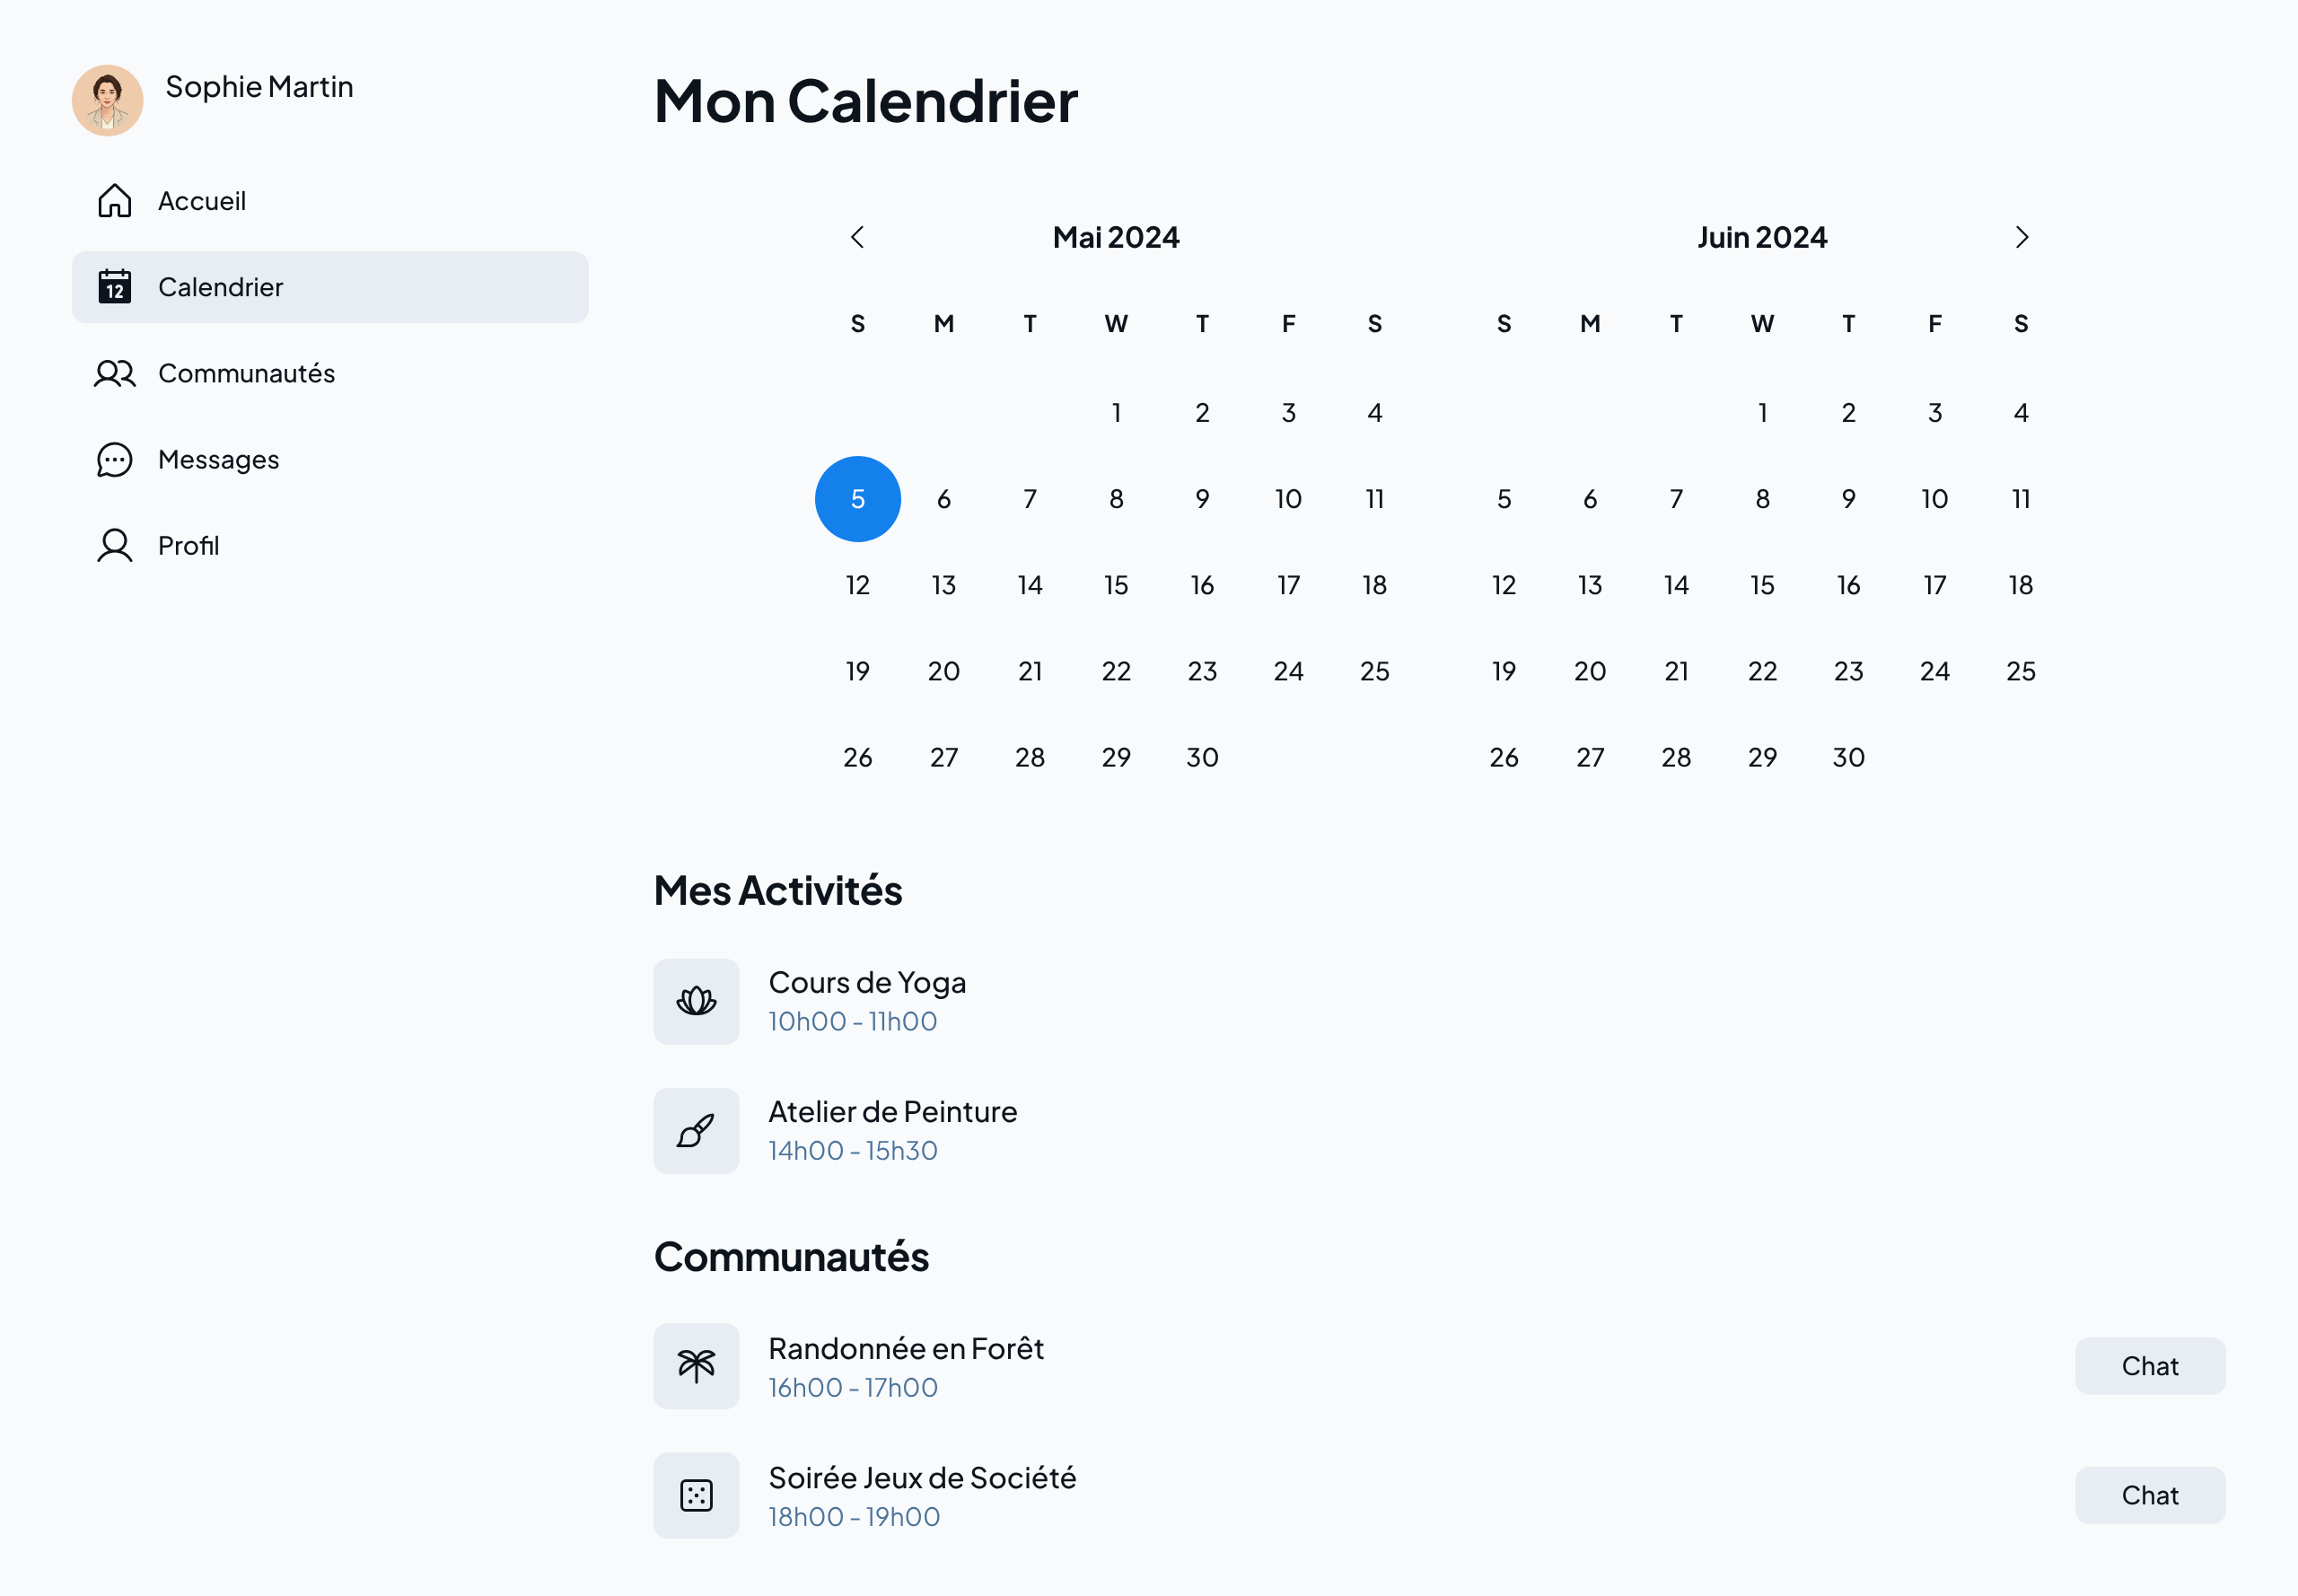 Sophie Martin
Accueil
12
Calendrier
Communautés
Messages
Profil
Mon Calendrier
Mai 2024
S M T W T F S
1 2 3 4
5 6 7 8 9 10 11
12 13 14 15 16 17 18
19 20 21 22 23 24 25
26 27 28 29 30
Juin 2024
S M T W T F S
1 2 3 4
5 6 7 8 9 10 11
12 13 14 15 16 17 18
19 20 21 22 23 24 25
26 27 28 29 30
Mes Activités
Cours de Yoga
10h00 - 11h00
Atelier de Peinture
14h00 - 15h30
Communautés
Randonnée en Forêt
16h00 - 17h00
Chat
Soirée Jeux de Société
18h00 - 19h00
Chat